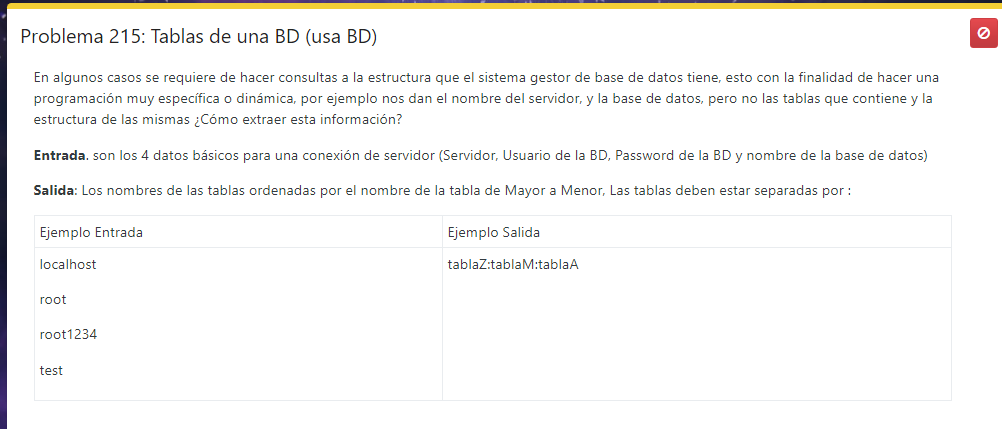 Problema 215: Tablas de una BD (usa BD)
En algunos casos se requiere de hacer consultas a la estructura que el sistema gestor de base de datos tiene, esto con la finalidad de hacer una
programación muy específica o dinámica, por ejemplo nos dan el nombre del servidor, y la base de datos, pero no las tablas que contiene y la
estructura de las mismas ¿Cómo extraer esta información?
Entrada. son los 4 datos básicos para una conexión de servidor (Servidor, Usuario de la BD, Password de la BD y nombre de la base de datos)
Salida: Los nombres de las tablas ordenadas por el nombre de la tabla de Mayor a Menor, Las tablas deben estar separadas por :
Ejemplo Entrada
Ejemplo Salida
localhost
tablaZ:tablaM:tablaA
root
root1234
test